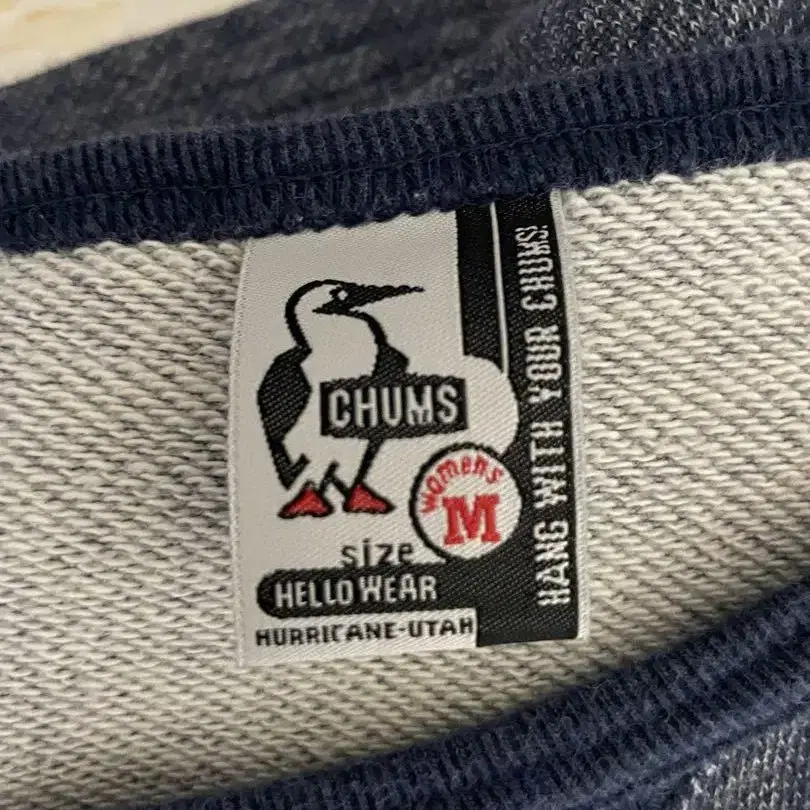 CHUMS
womens
M
size
HELLO WEAR
HURRICANE-UTAH
HANG WITH YOUR CHUMS!